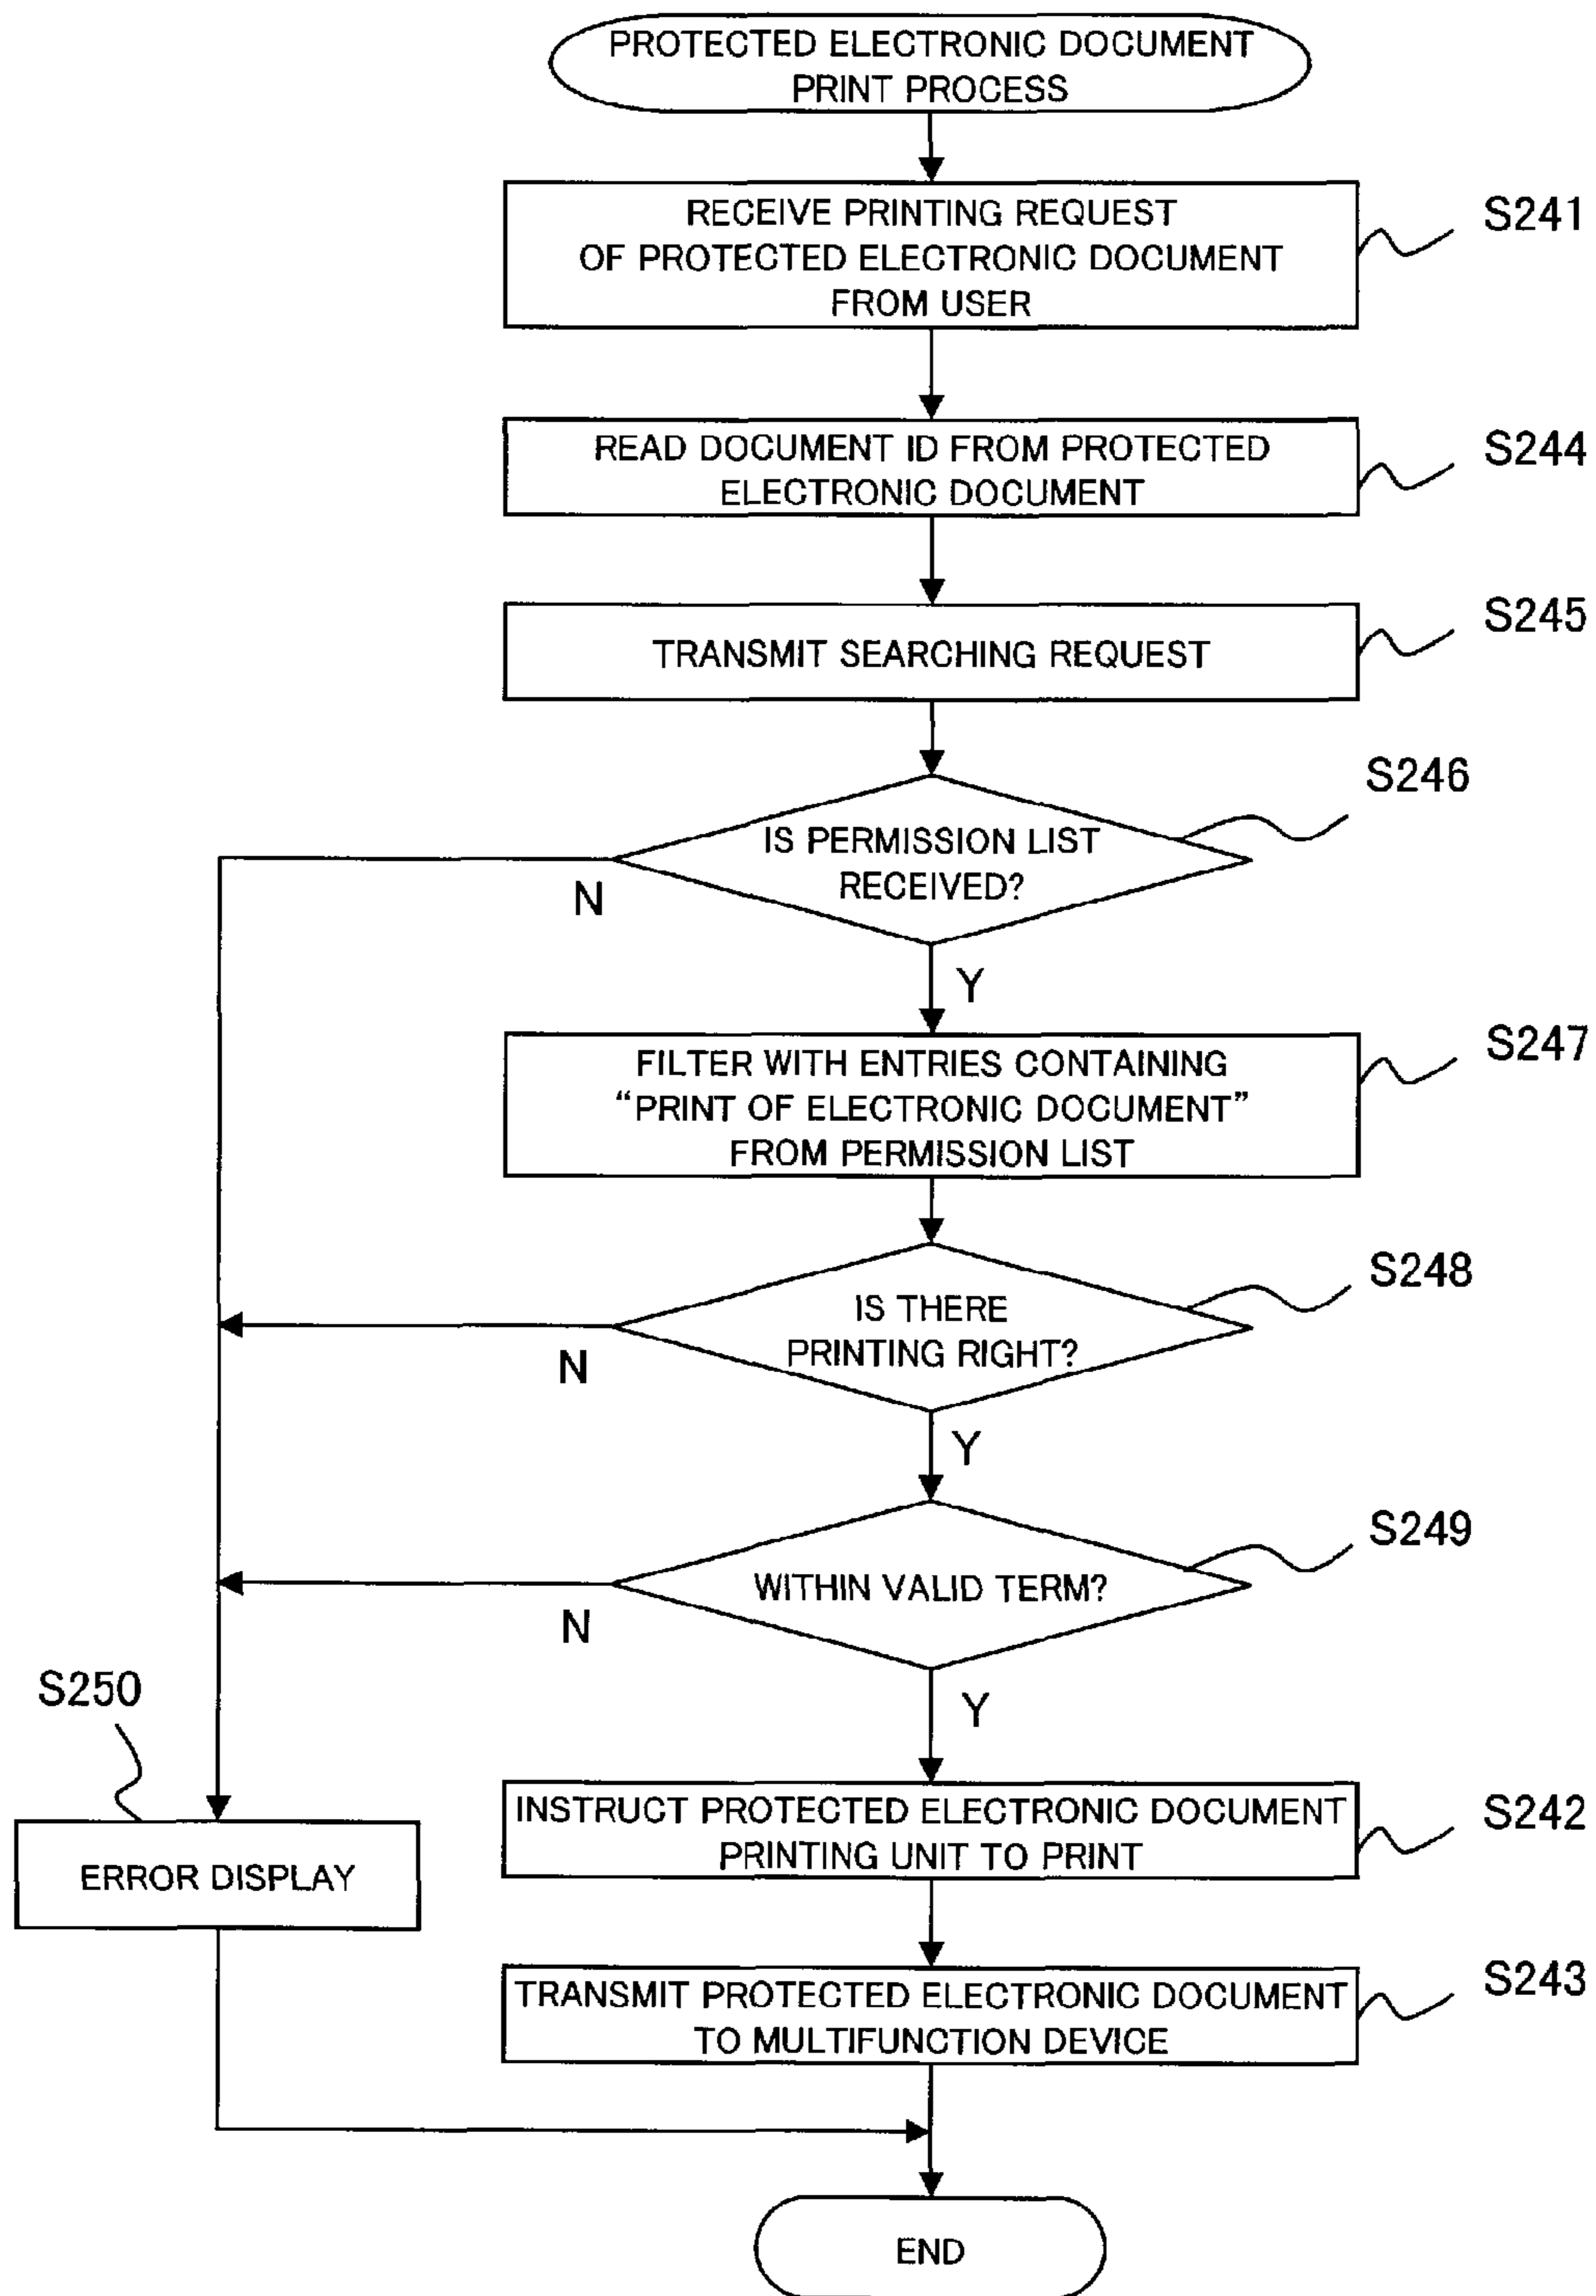 PROTECTED ELECTRONIC DOCUMENT
PRINT PROCESS
RECEIVE PRINTING REQUEST
OF PROTECTED ELECTRONIC DOCUMENT
FROM USER
S241
READ DOCUMENT ID FROM PROTECTED
ELECTRONIC DOCUMENT
S244
TRANSMIT SEARCHING REQUEST
S245
IS PERMISSION LIST
RECEIVED?
S246
N
Y
FILTER WITH ENTRIES CONTAINING
“PRINT OF ELECTRONIC DOCUMENT”
FROM PERMISSION LIST
S247
IS THERE
PRINTING RIGHT?
S248
N
Y
WITHIN VALID TERM?
S249
N
Y
S250
ERROR DISPLAY
INSTRUCT PROTECTED ELECTRONIC DOCUMENT
PRINTING UNIT TO PRINT
S242
TRANSMIT PROTECTED ELECTRONIC DOCUMENT
TO MULTIFUNCTION DEVICE
S243
END